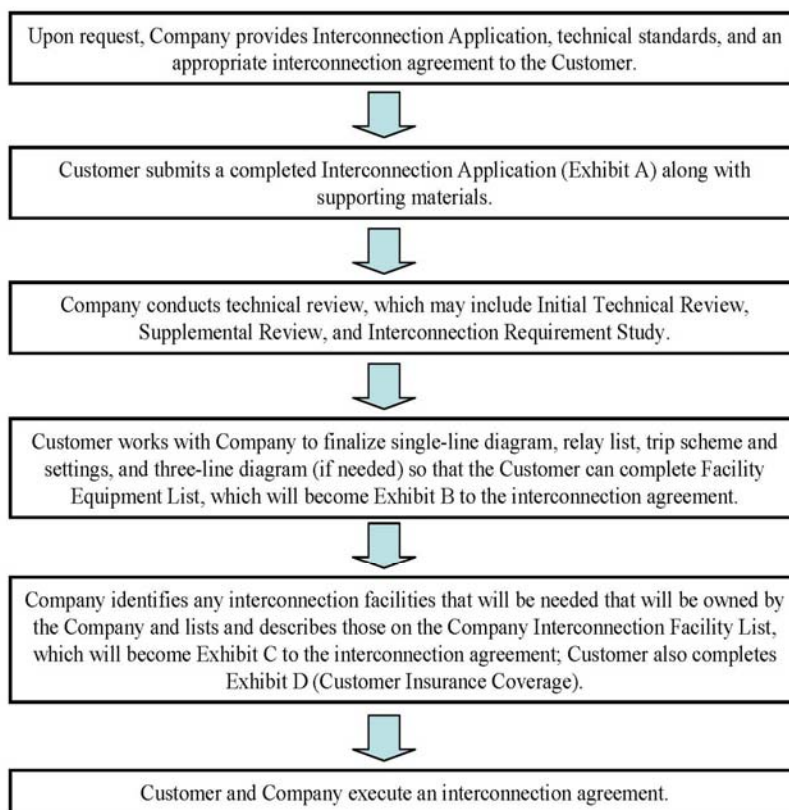 Upon request, Company provides Interconnection Application, technical standards, and an
appropriate interconnection agreement to the Customer.
Customer submits a completed Interconnection Application (Exhibit A) along with
supporting materials.
Company conducts technical review, which may include Initial Technical Review,
Supplemental Review, and Interconnection Requirement Study.
Customer works with Company to finalize single-line diagram, relay list, trip scheme and
settings, and three-line diagram (if needed) so that the Customer can complete Facility
Equipment List, which will become Exhibit B to the interconnection agreement.
Company identifies any interconnection facilities that will be needed that will be owned by
the Company and lists and describes those on the Company Interconnection Facility List,
which will become Exhibit C to the interconnection agreement; Customer also completes
Exhibit D (Customer Insurance Coverage).
Customer and Company execute an interconnection agreement.